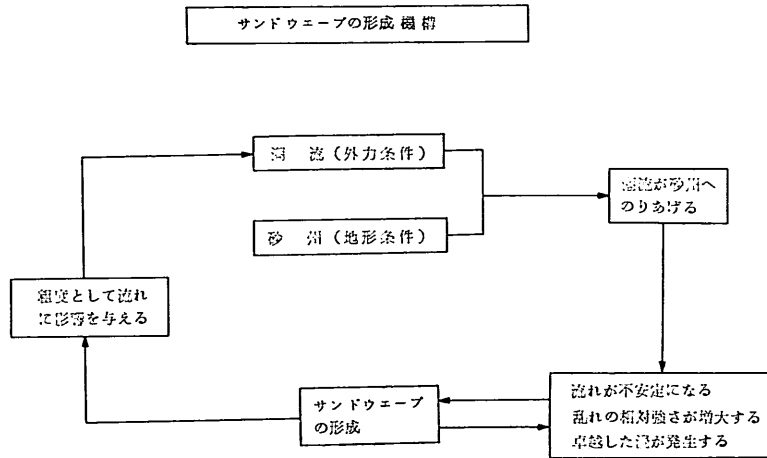 サンドウェーブの形成機構
潮 流（外力条件）
砂 州（地形条件）
潮流が砂州へ
のりあげる
粗度として流れ
に影響を与える
サンドウェーブ
の形成
流れが不安定になる
乱れの相対強さが増大する
卓越した渦が発生する